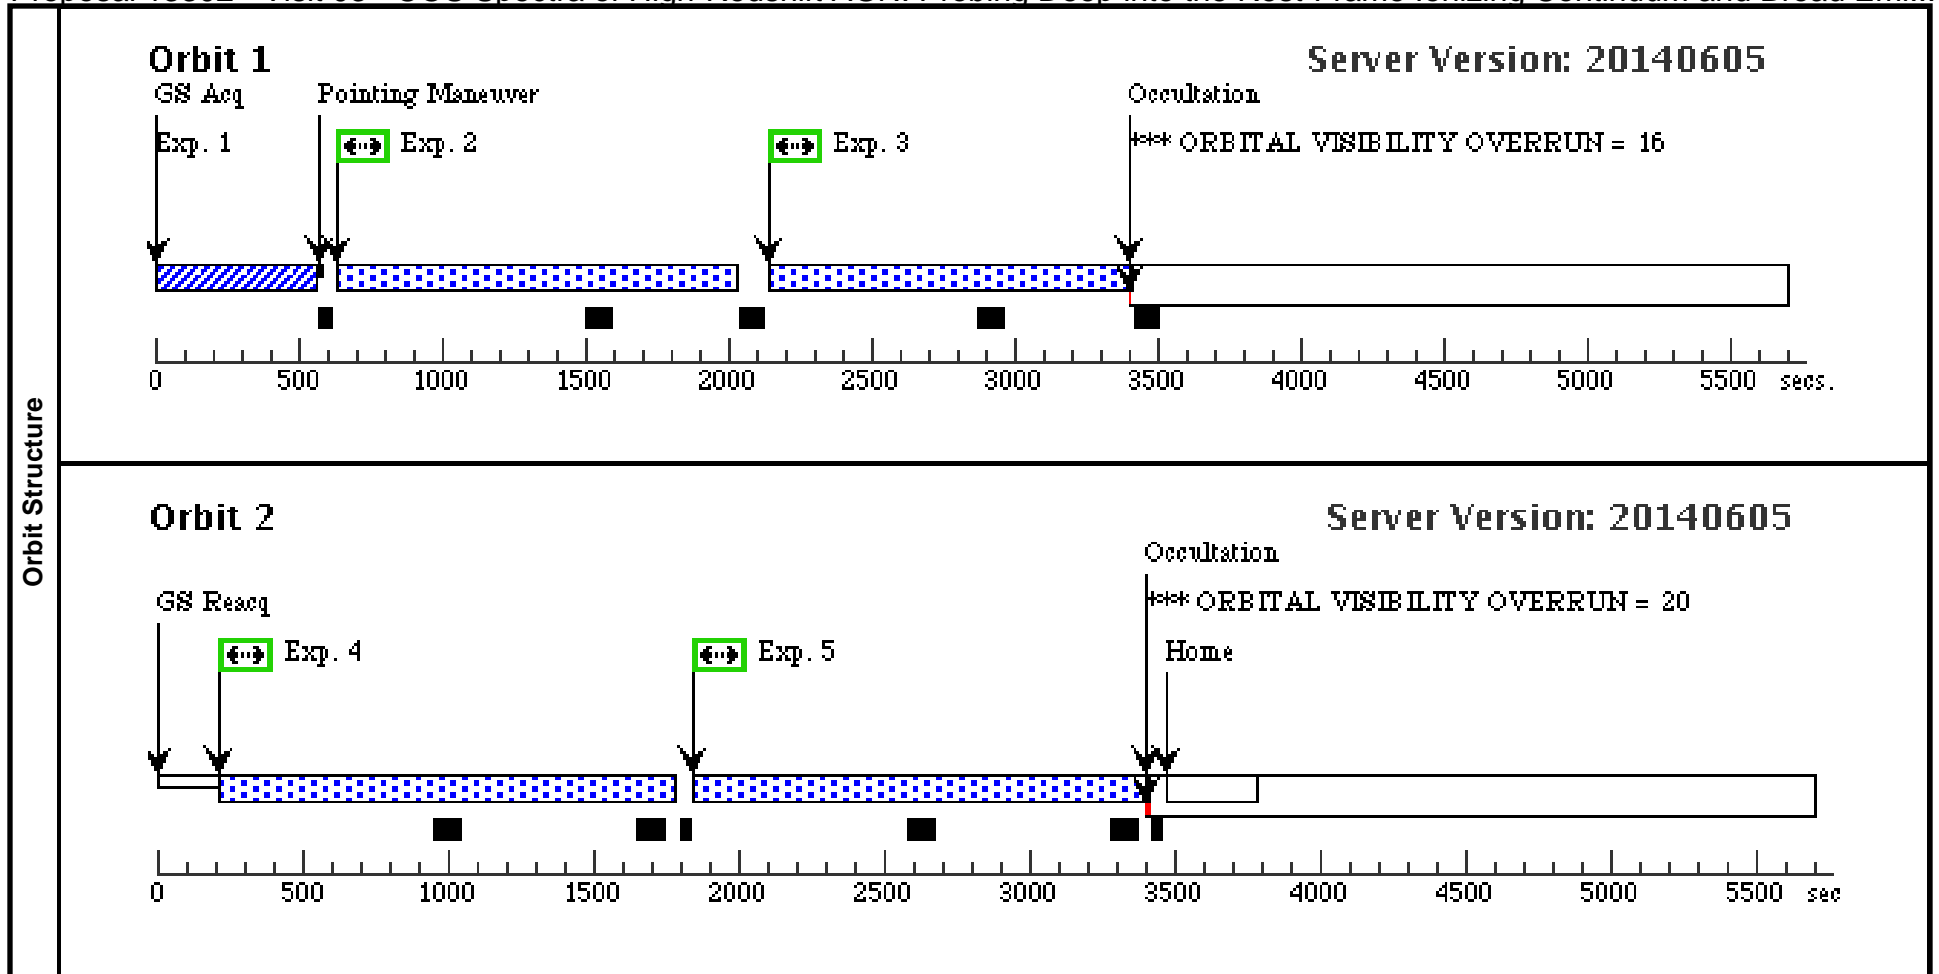 Orbit Structure
Orbit 1
Server Version: 20140605
GS Acq
Pointing Maneuver
Occultation
Exp. 1
Exp. 2
Exp. 3
*** ORBITAL VISIBILITY OVERRUN = 16
0 500 1000 1500 2000 2500 3000 3500 4000 4500 5000 5500 secs.
Orbit 2
Server Version: 20140605
Occultation
GS Reacq
*** ORBITAL VISIBILITY OVERRUN = 20
Exp. 4
Exp. 5
Home
0 500 1000 1500 2000 2500 3000 3500 4000 4500 5000 5500 sec